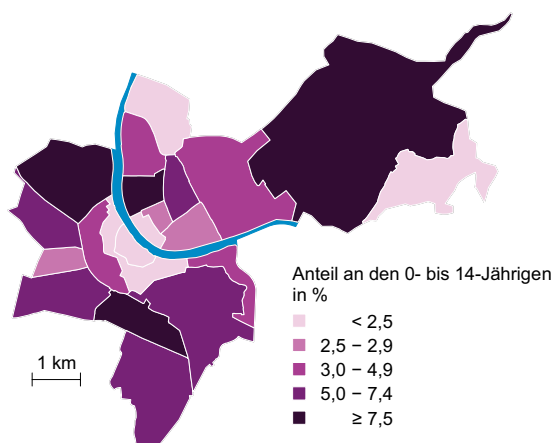 Anteil an den 0- bis 14-Jährigen
in %
< 2,5
2,5 – 2,9
3,0 – 4,9
5,0 – 7,4
≥ 7,5
1 km